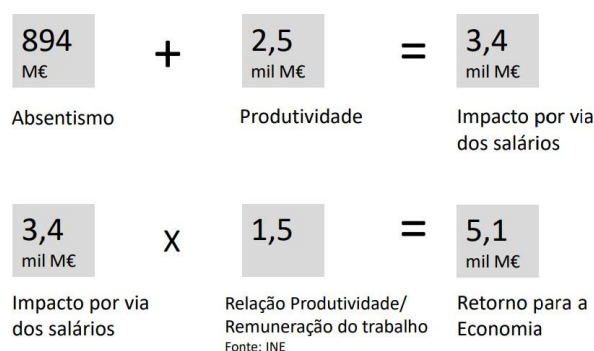 894
M€
+
2,5
mil M€
=
3,4
mil M€
Absentismo
Produtividade
Impacto por via
dos salários
3,4
mil M€
X
1,5
=
5,1
mil M€
Impacto por via
dos salários
Relação Produtividade/
Remuneração do trabalho
Fonte: INE
Retorno para a
Economia